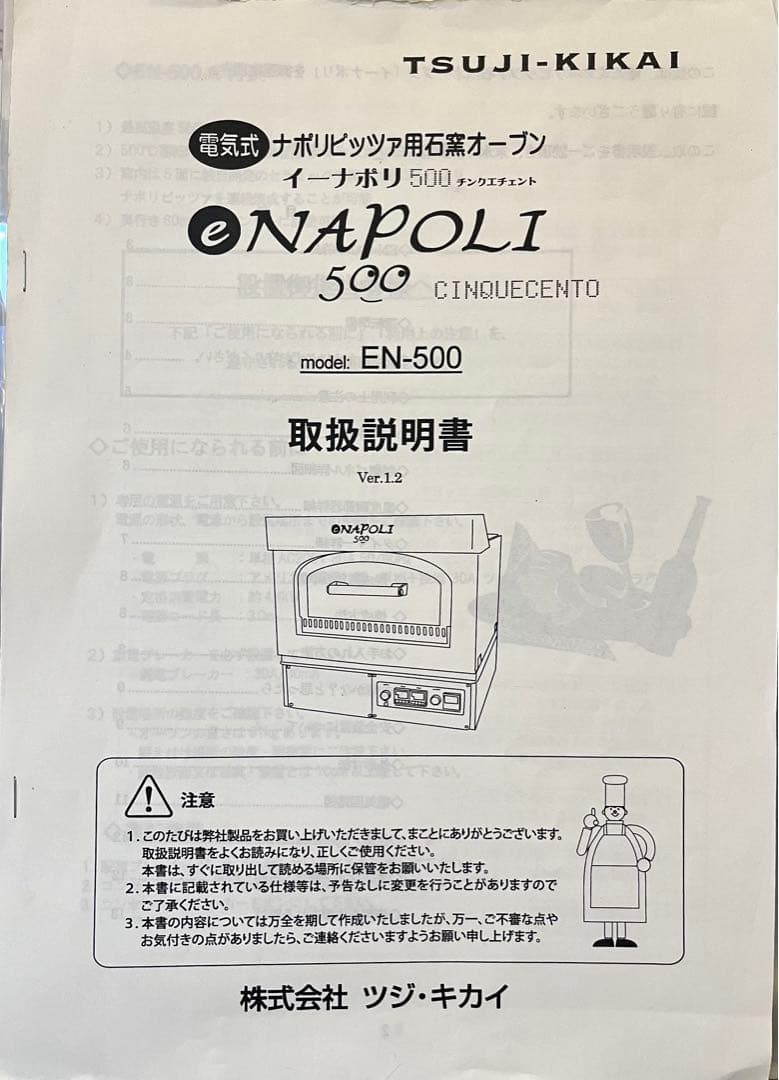 TSUJI-KIKAI
電気式 ナポリピッツァ用石窯オーブン
イーナポリ 500 チンクエチェント
eNAPOLI
500 CINQUECENTO
model: EN-500
取扱説明書
Ver.1.2
eNAPOLI
500
注意
1. このたびは弊社製品をお買い上げいただきまして、まことにありがとうございます。
取扱説明書をよくお読みになり、正しくご使用ください。
本書は、すぐに取り出して読める場所に保管をお願いいたします。
2. 本書に記載されている仕様等は、予告なしに変更を行うことがありますので
ご了承ください。
3. 本書の内容については万全を期して作成いたしましたが、万一、ご不審な点や
お気付きの点がありましたら、ご連絡くださいますようお願い申し上げます。
株式会社 ツジ・キカイ